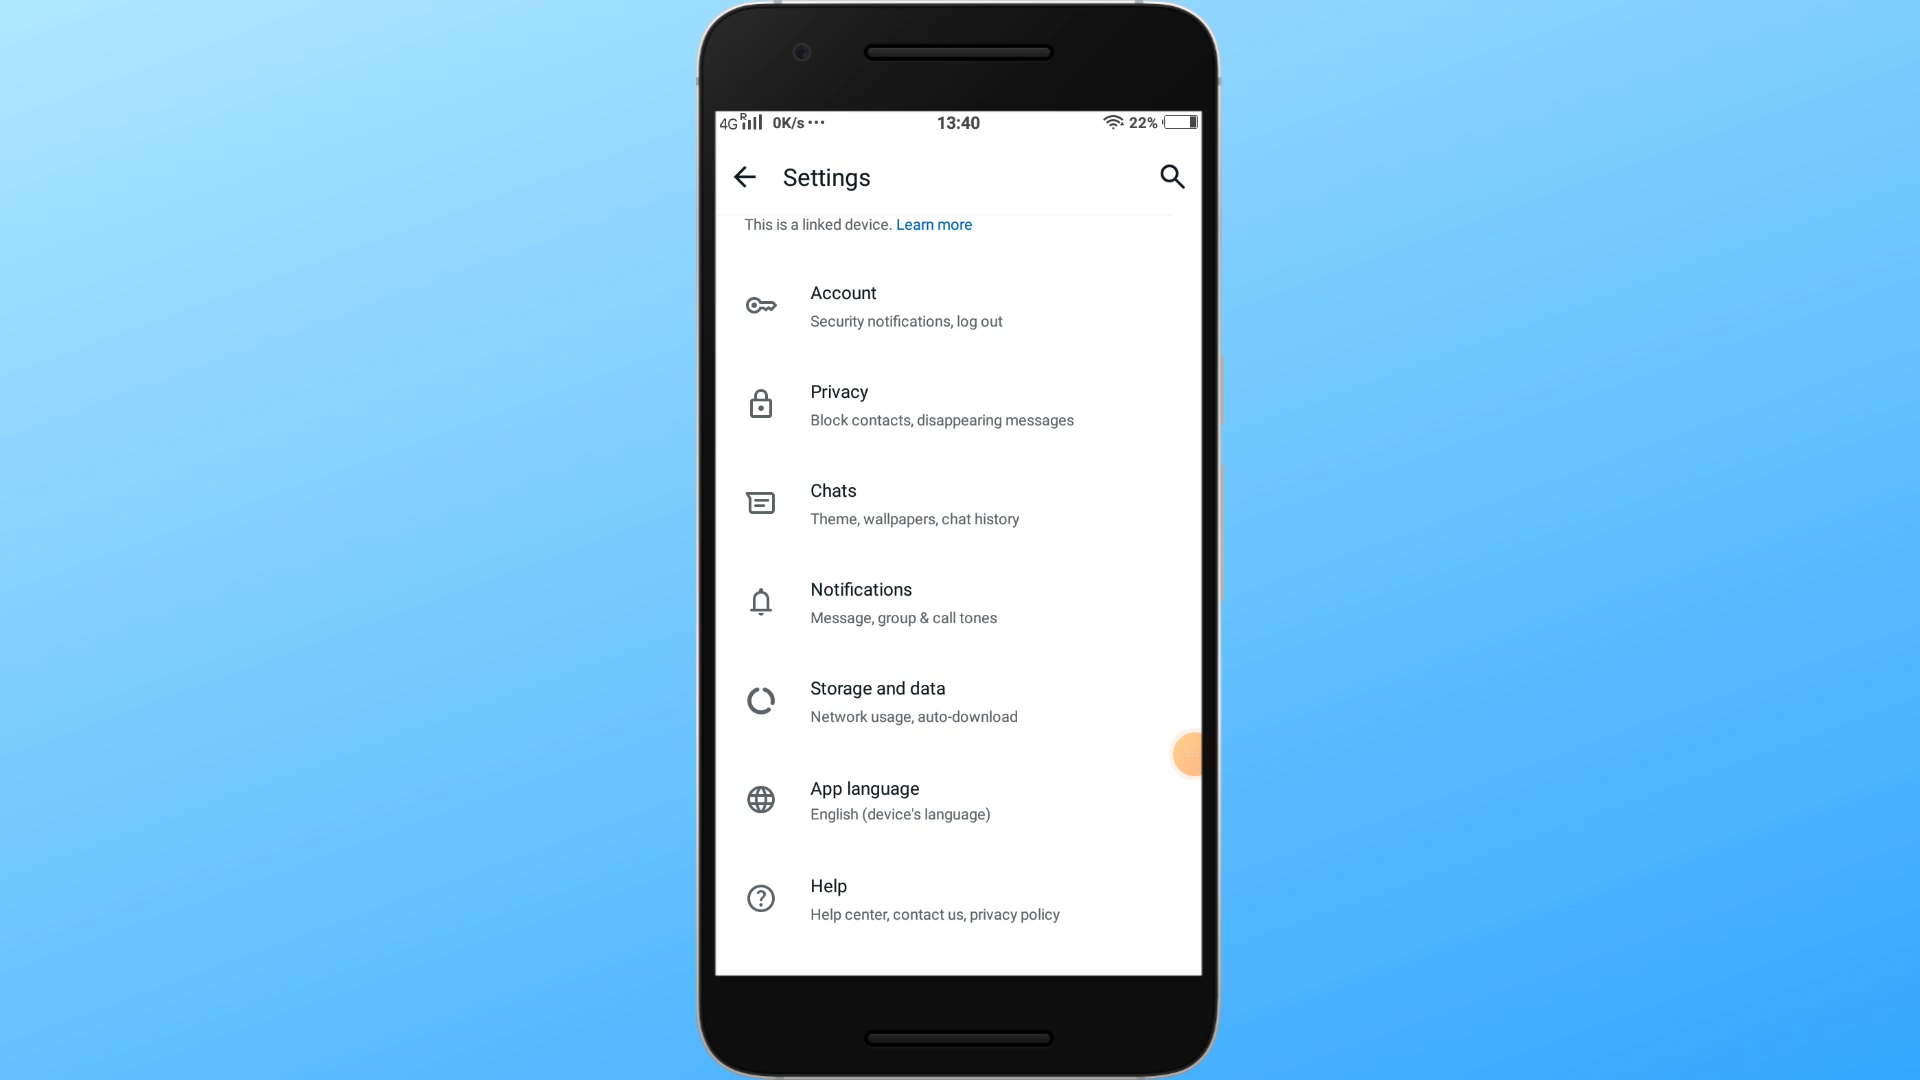 4G R 0K/s ... 13:40 22%
Settings
This is a linked device. Learn more
Account
Security notifications, log out
Privacy
Block contacts, disappearing messages
Chats
Theme, wallpapers, chat history
Notifications
Message, group & call tones
Storage and data
Network usage, auto-download
App language
English (device's language)
Help
Help center, contact us, privacy policy